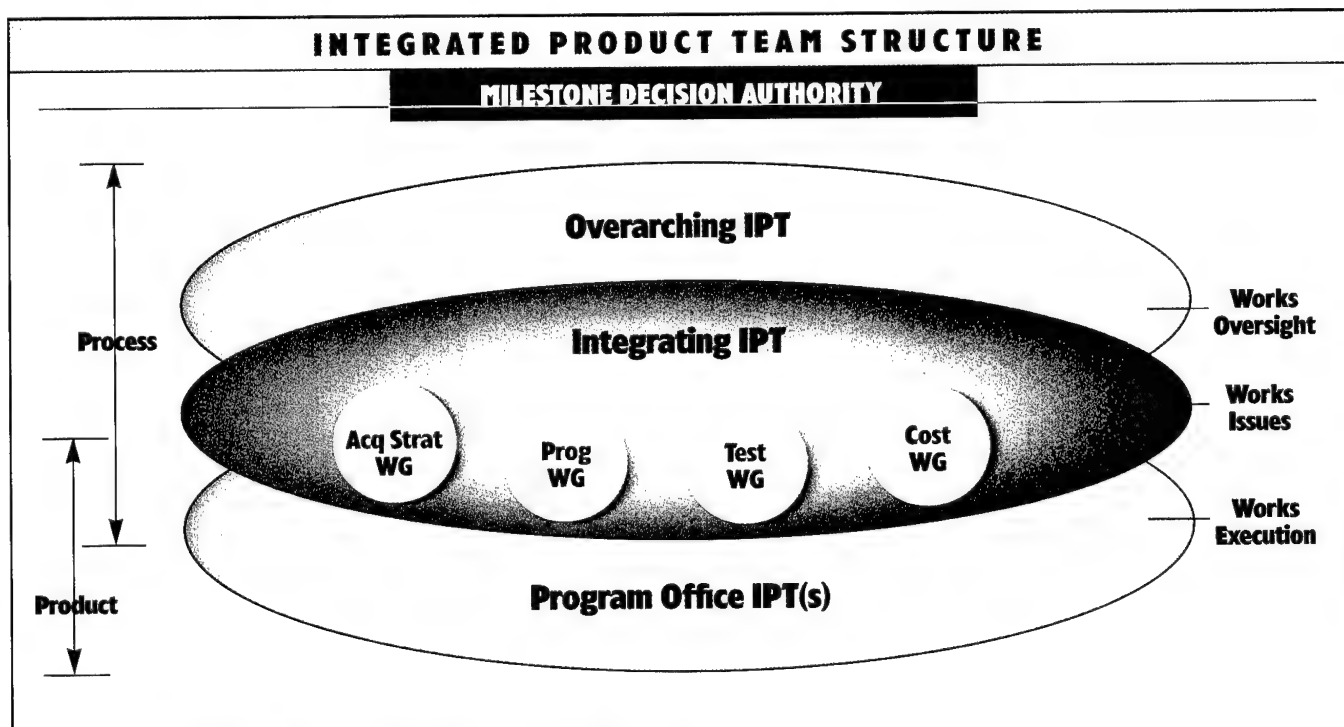 INTEGRATED PRODUCT TEAM STRUCTURE
MILESTONE DECISION AUTHORITY
Overarching IPT
Works
Oversight
Process
Integrating IPT
Works
Issues
Acq Strat
WG
Prog
WG
Test
WG
Cost
WG
Works
Execution
Product
Program Office IPT(s)